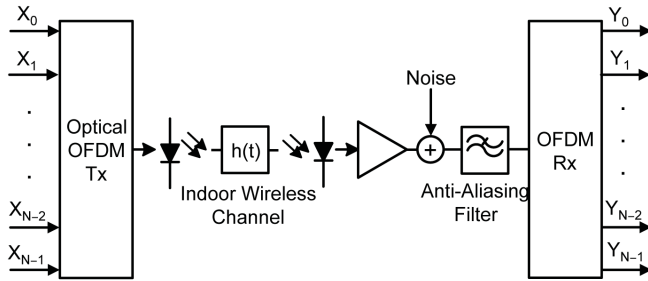 X0
X1
XN−2
XN−1
Optical
OFDM
Tx
h(t)
Indoor Wireless
Channel
Noise
+
Anti-Aliasing
Filter
OFDM
Rx
Y0
Y1
YN−2
YN−1